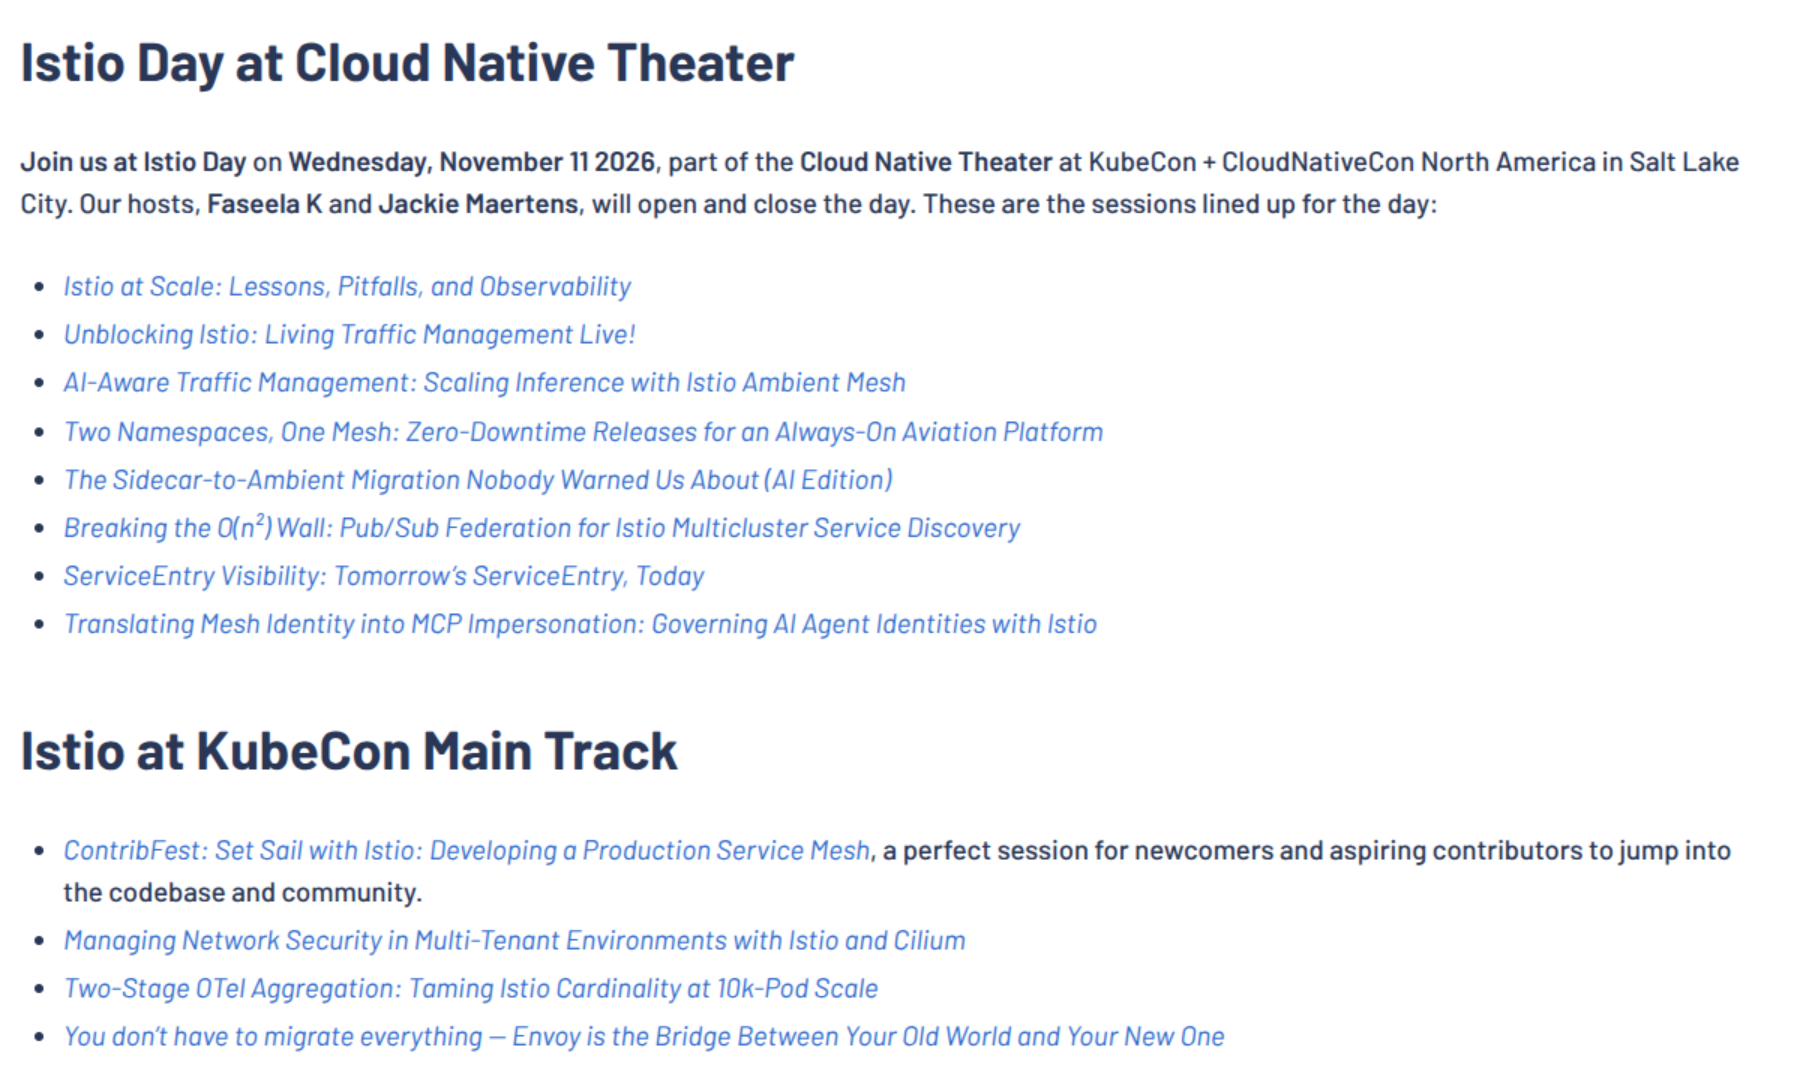 Istio Day at Cloud Native Theater
Join us at Istio Day on Wednesday, November 11 2026, part of the Cloud Native Theater at KubeCon + CloudNativeCon North America in Salt Lake
City. Our hosts, Faseela K and Jackie Maertens, will open and close the day. These are the sessions lined up for the day:
• Istio at Scale: Lessons, Pitfalls, and Observability
• Unblocking Istio: Living Traffic Management Live!
• AI-Aware Traffic Management: Scaling Inference with Istio Ambient Mesh
• Two Namespaces, One Mesh: Zero-Downtime Releases for an Always-On Aviation Platform
• The Sidecar-to-Ambient Migration Nobody Warned Us About (AI Edition)
• Breaking the O(n²) Wall: Pub/Sub Federation for Istio Multicluster Service Discovery
• ServiceEntry Visibility: Tomorrow’s ServiceEntry, Today
• Translating Mesh Identity into MCP Impersonation: Governing AI Agent Identities with Istio
Istio at KubeCon Main Track
• ContribFest: Set Sail with Istio: Developing a Production Service Mesh, a perfect session for newcomers and aspiring contributors to jump into
the codebase and community.
• Managing Network Security in Multi-Tenant Environments with Istio and Cilium
• Two-Stage OTel Aggregation: Taming Istio Cardinality at 10k-Pod Scale
• You don’t have to migrate everything — Envoy is the Bridge Between Your Old World and Your New One